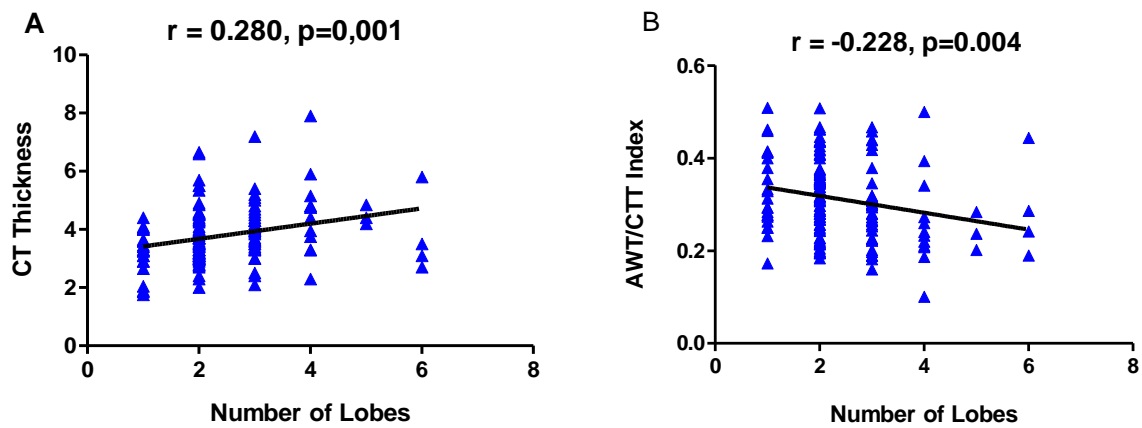 A
r = 0.280, p=0,001
CT Thickness
10
8
6
4
2
0
0 2 4 6 8
Number of Lobes
B
r = -0.228, p=0.004
AWT/CTT Index
0.6
0.4
0.2
0.0
0 2 4 6 8
Number of Lobes